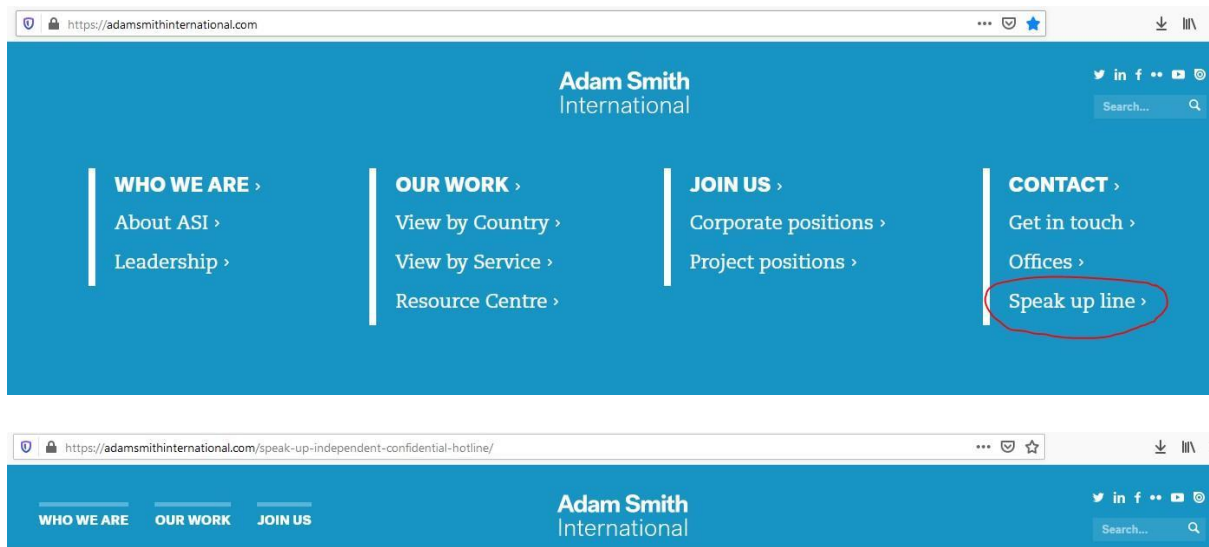 https://adamsmithinternational.com
Adam Smith
International
Search...
WHO WE ARE ›
About ASI ›
Leadership ›
OUR WORK ›
View by Country ›
View by Service ›
Resource Centre ›
JOIN US ›
Corporate positions ›
Project positions ›
CONTACT ›
Get in touch ›
Offices ›
Speak up line ›
https://adamsmithinternational.com/speak-up-independent-confidential-hotline/
WHO WE ARE OUR WORK JOIN US
Adam Smith
International
Search...